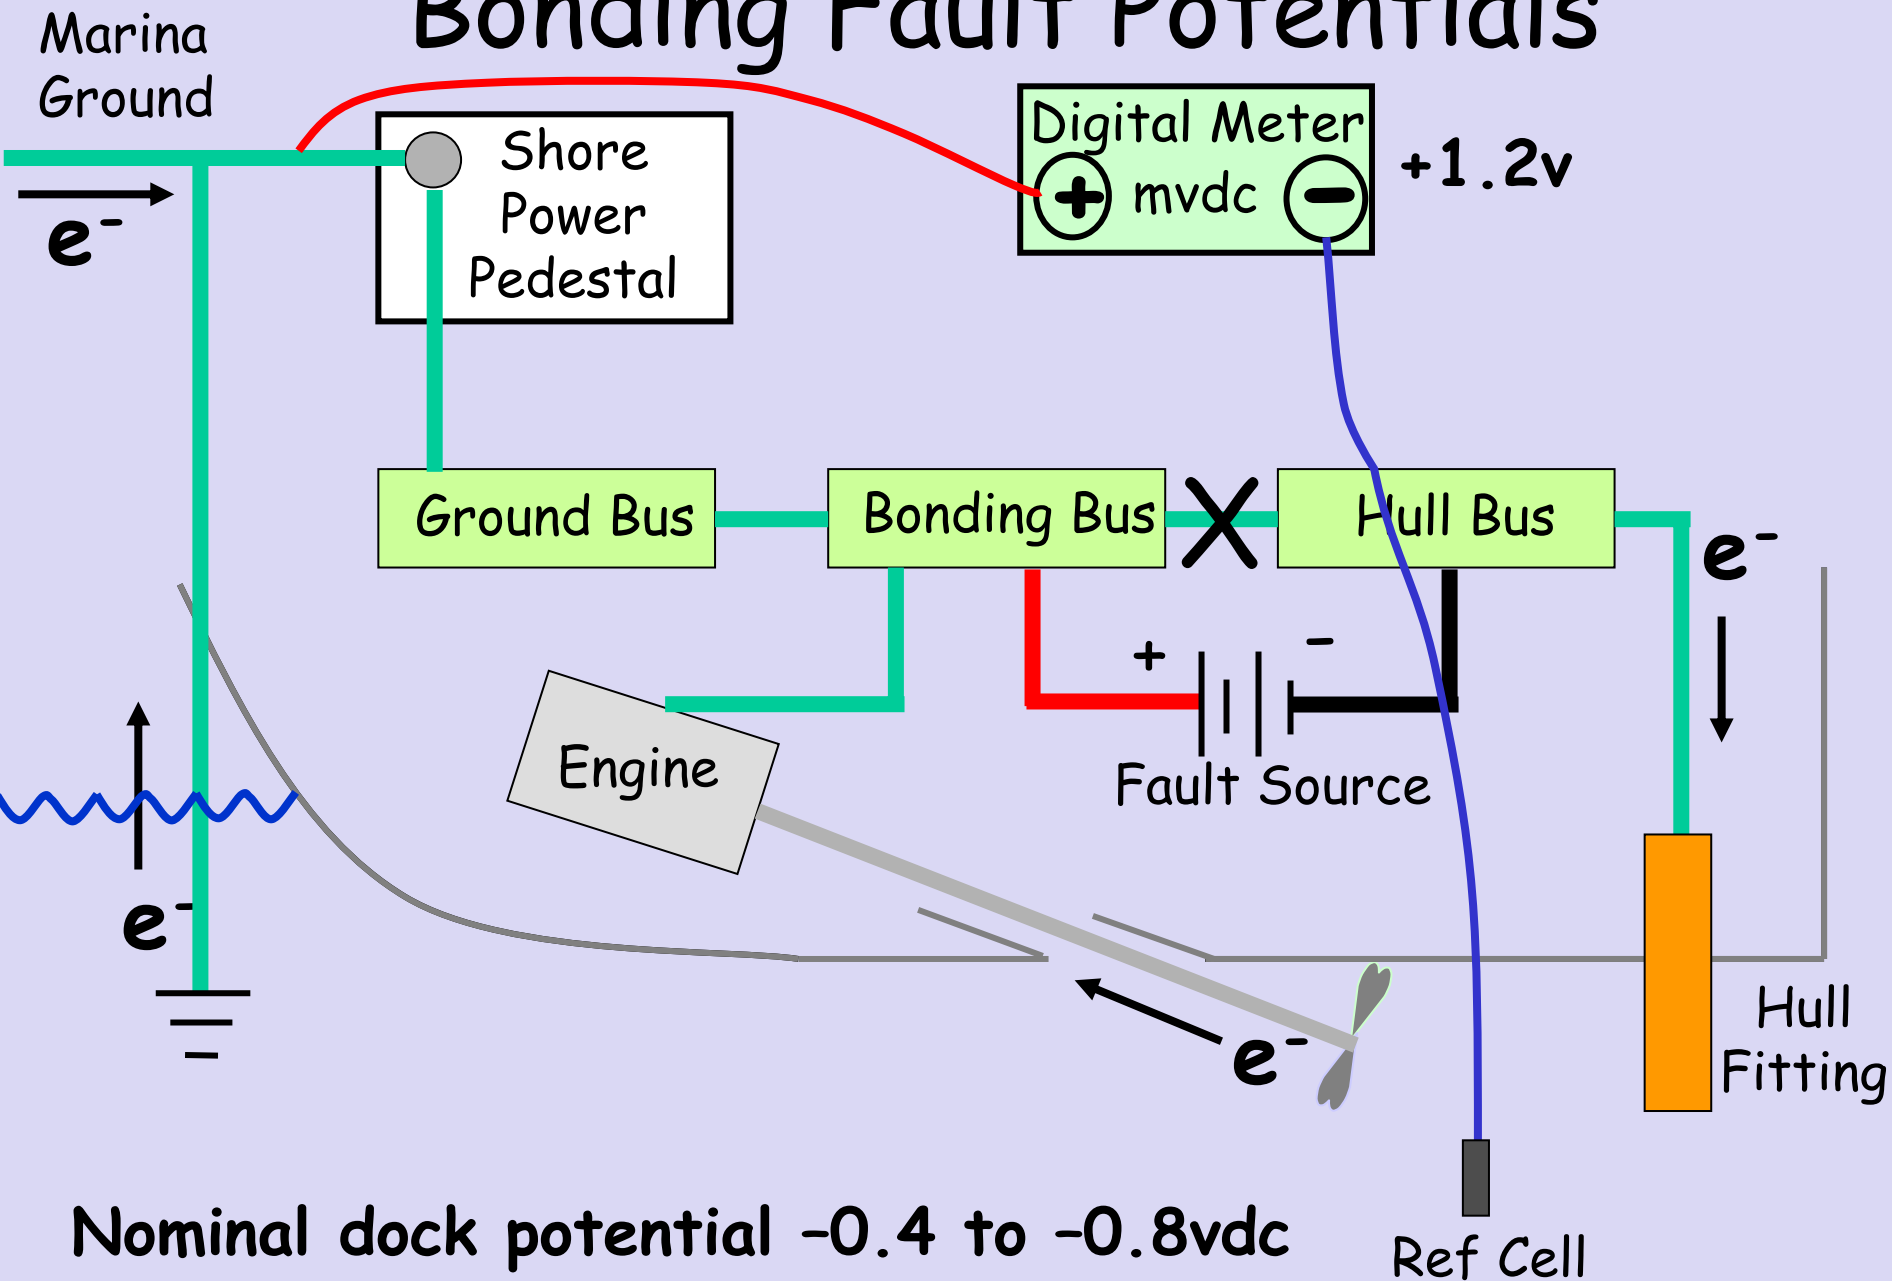 Bonding Fault Potentials
Marina
Ground
e-
Shore
Power
Pedestal
Digital Meter
+ mvdc -
+1.2v
Ground Bus
Bonding Bus
X
Hull Bus
e-
+
-
Fault Source
Engine
e-
e-
Hull
Fitting
Nominal dock potential -0.4 to -0.8vdc
Ref Cell